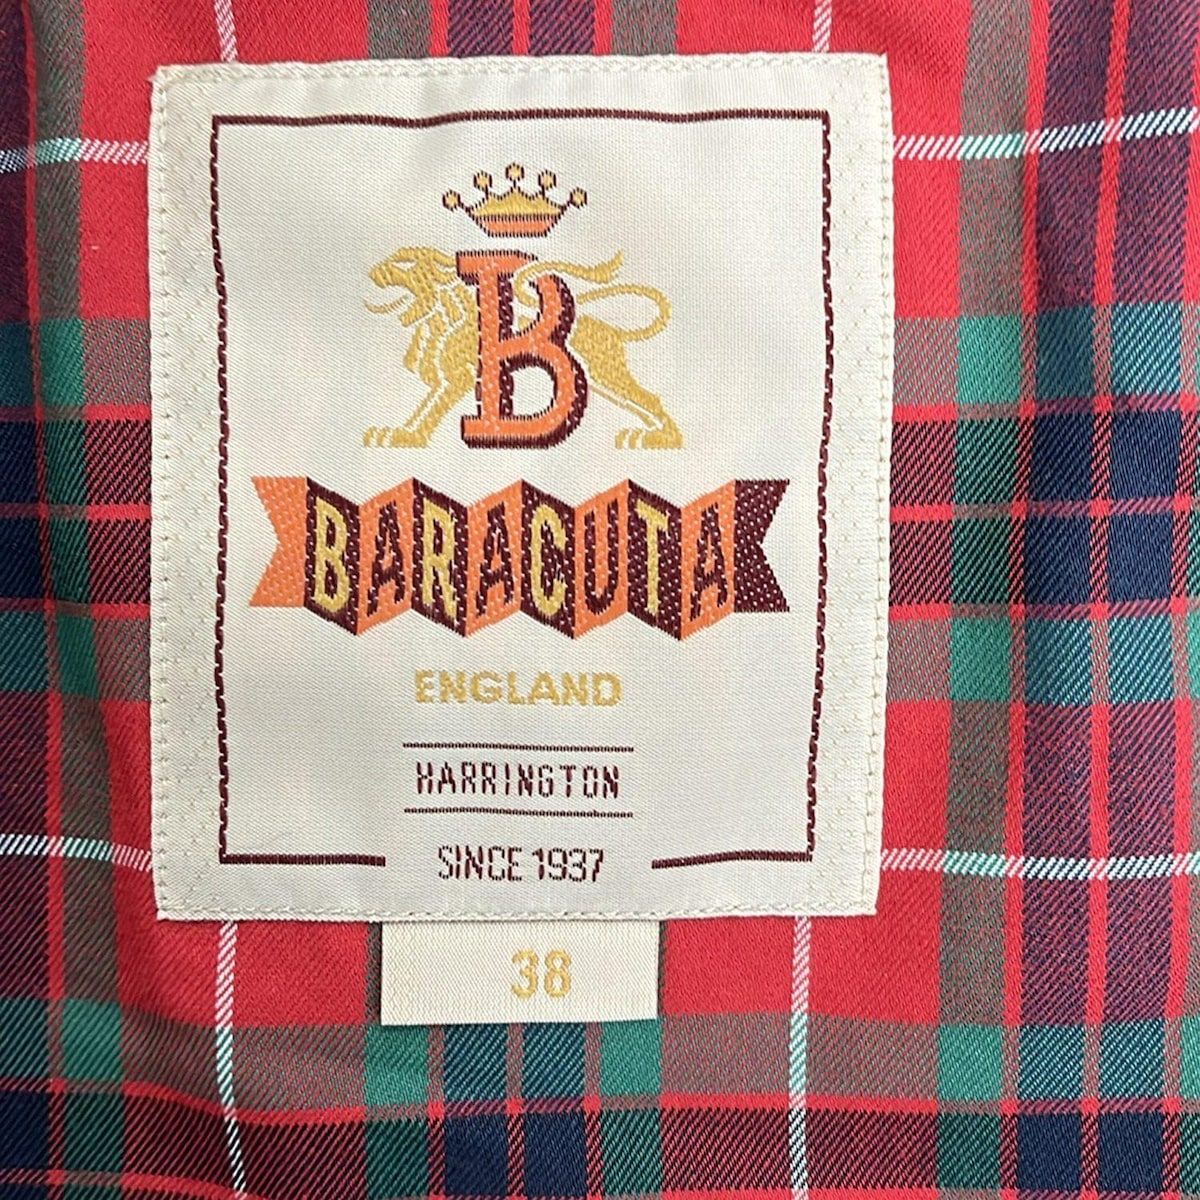 B
BARACUTA
ENGLAND
HARRINGTON
SINCE 1937
38